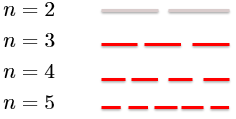 n = 2
n = 3
n = 4
n = 5